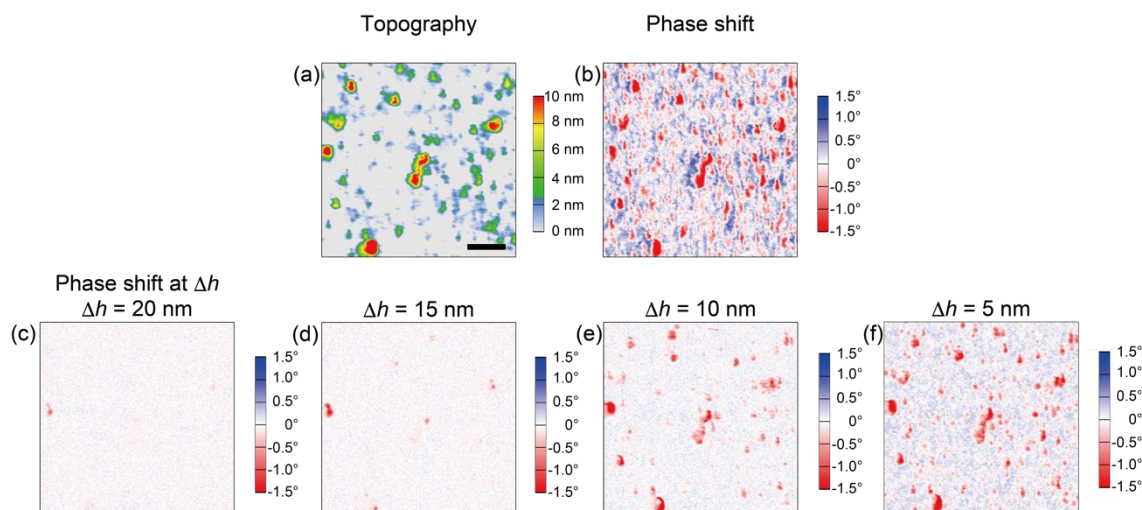 Topography
Phase shift
(a)
10 nm
8 nm
6 nm
4 nm
2 nm
0 nm
(b)
1.5°
1.0°
0.5°
0°
-0.5°
-1.0°
-1.5°
Phase shift at Δh
(c)
Δh = 20 nm
1.5°
1.0°
0.5°
0°
-0.5°
-1.0°
-1.5°
(d)
Δh = 15 nm
1.5°
1.0°
0.5°
0°
-0.5°
-1.0°
-1.5°
(e)
Δh = 10 nm
1.5°
1.0°
0.5°
0°
-0.5°
-1.0°
-1.5°
(f)
Δh = 5 nm
1.5°
1.0°
0.5°
0°
-0.5°
-1.0°
-1.5°